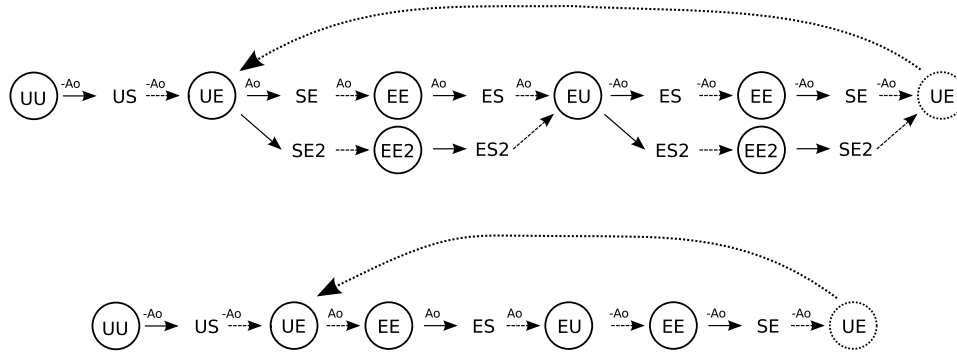 -Ao -Ao Ao Ao Ao Ao -Ao -Ao -Ao -Ao
UU US UE SE EE ES EU ES EE SE UE
SE2 EE2 ES2 ES2 EE2 SE2
-Ao -Ao Ao Ao Ao -Ao -Ao -Ao
UU US UE EE ES EU EE SE UE